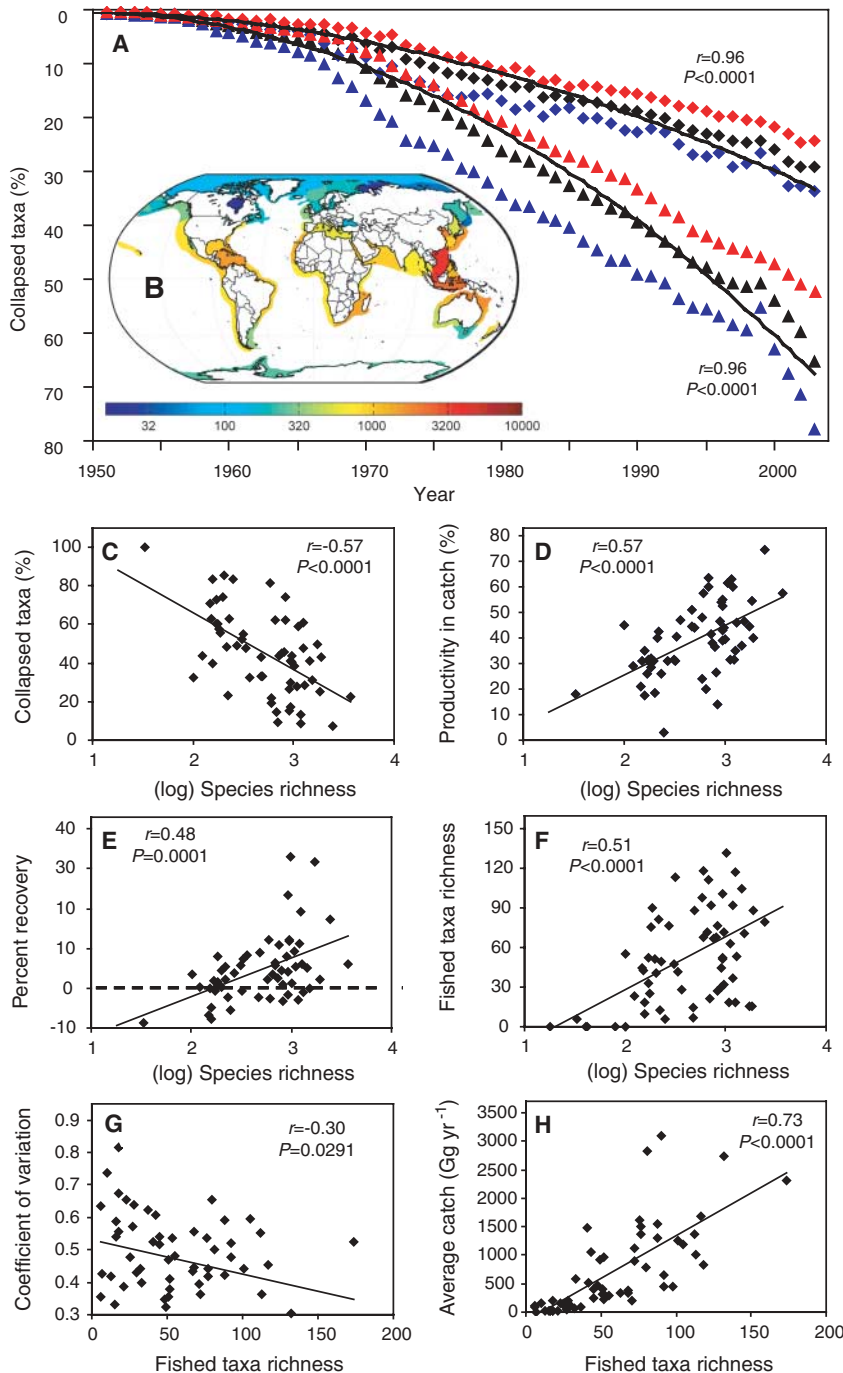 A
0
10
20
30
40
50
60
70
80
Collapsed taxa (%)
r=0.96
P<0.0001
r=0.96
P<0.0001
B
32 100 320 1000 3200 10000
1950 1960 1970 1980 1990 2000
Year
C
r=-0.57
P<0.0001
100
80
60
40
20
0
Collapsed taxa (%)
1 2 3 4
(log) Species richness
D
r=0.57
P<0.0001
80
70
60
50
40
30
20
10
0
Productivity in catch (%)
1 2 3 4
(log) Species richness
E
r=0.48
P=0.0001
40
30
10
10
0
-10
Percent recovery
1 2 3 4
(log) Species richness
F
r=0.51
P<0.0001
150
120
90
60
30
0
Fished taxa richness
1 2 3 4
(log) Species richness
G
r=-0.30
P=0.0291
0.9
0.8
0.7
0.6
0.5
0.4
0.3
Coefficient of variation
0 50 100 150 200
Fished taxa richness
H
r=0.73
P<0.0001
3500
3000
2500
2000
1500
1000
500
0
Average catch (Gg yr⁻¹)
0 50 100 150 200
Fished taxa richness